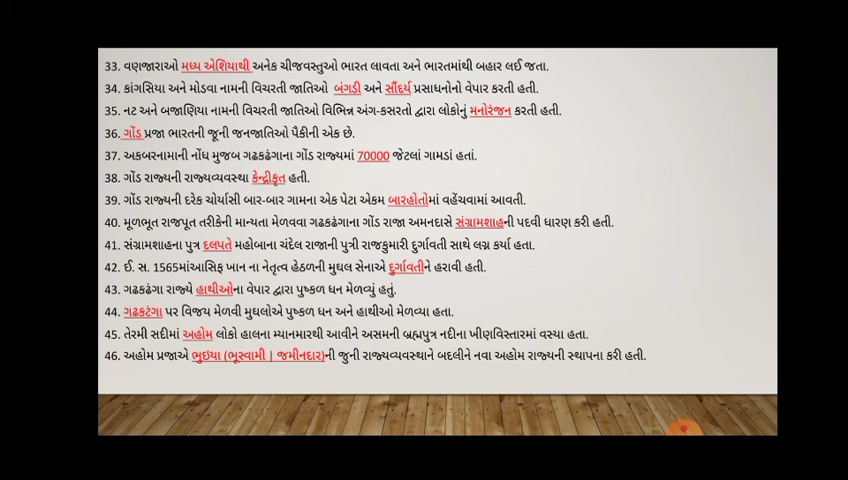 33. વણજારાઓ મધ્ય એશિયાથી અનેક ચીજવસ્તુઓ ભારત લાવતા અને ભારતમાંથી બહાર લઈ જતા.
34. કાંગસિયા અને મોડવા નામની વિચરતી જાતિઓ બંગડી અને સૌંદર્ય પ્રસાધનોનો વેપાર કરતી હતી.
35. નટ અને બજાણિયા નામની વિચરતી જાતિઓ વિભિન્ન અંગ-કસરતો દ્વારા લોકોનું મનોરંજન કરતી હતી.
36. ગોંડ પ્રજા ભારતની જૂની જનજાતિઓ પૈકીની એક છે.
37. અકબરનામાની નોંધ મુજબ ગઢકઢંગાના ગોંડ રાજ્યમાં 70000 જેટલાં ગામડાં હતાં.
38. ગોંડ રાજ્યની રાજ્યવ્યવસ્થા કેન્દ્રીકૃત હતી.
39. ગોંડ રાજ્યની દરેક ચોર્યાસી બાર-બાર ગામના એક પેટા એકમ બારહોતોમાં વહેંચવામાં આવતી.
40. મૂળભૂત રાજપૂત તરીકેની માન્યતા મેળવવા ગઢકઢંગાના ગોંડ રાજા અમનદાસે સંગ્રામશાહની પદવી ધારણ કરી હતી.
41. સંગ્રામશાહના પુત્ર દલપતે મહોબાના ચંદેલ રાજાની પુત્રી રાજકુમારી દુર્ગાવતી સાથે લગ્ન કર્યા હતા.
42. ઈ. સ. 1565માંઆસિફ ખાન ના નેતૃત્વ હેઠળની મુઘલ સેનાએ દુર્ગાવતીને હરાવી હતી.
43. ગઢકઢંગા રાજ્યે હાથીઓના વેપાર દ્વારા પુષ્કળ ધન મેળવ્યું હતું.
44. ગઢકટંગા પર વિજય મેળવી મુઘલોએ પુષ્કળ ધન અને હાથીઓ મેળવ્યા હતા.
45. તેરમી સદીમાં અહોમ લોકો હાલના મ્યાનમારથી આવીને અસમની બ્રહ્મપુત્ર નદીના ખીણવિસ્તારમાં વસ્યા હતા.
46. અહોમ પ્રજાએ ભુઇયા (ભૂસ્વામી | જમીનદાર)ની જુની રાજ્યવ્યવસ્થાને બદલીને નવા અહોમ રાજ્યની સ્થાપના કરી હતી.